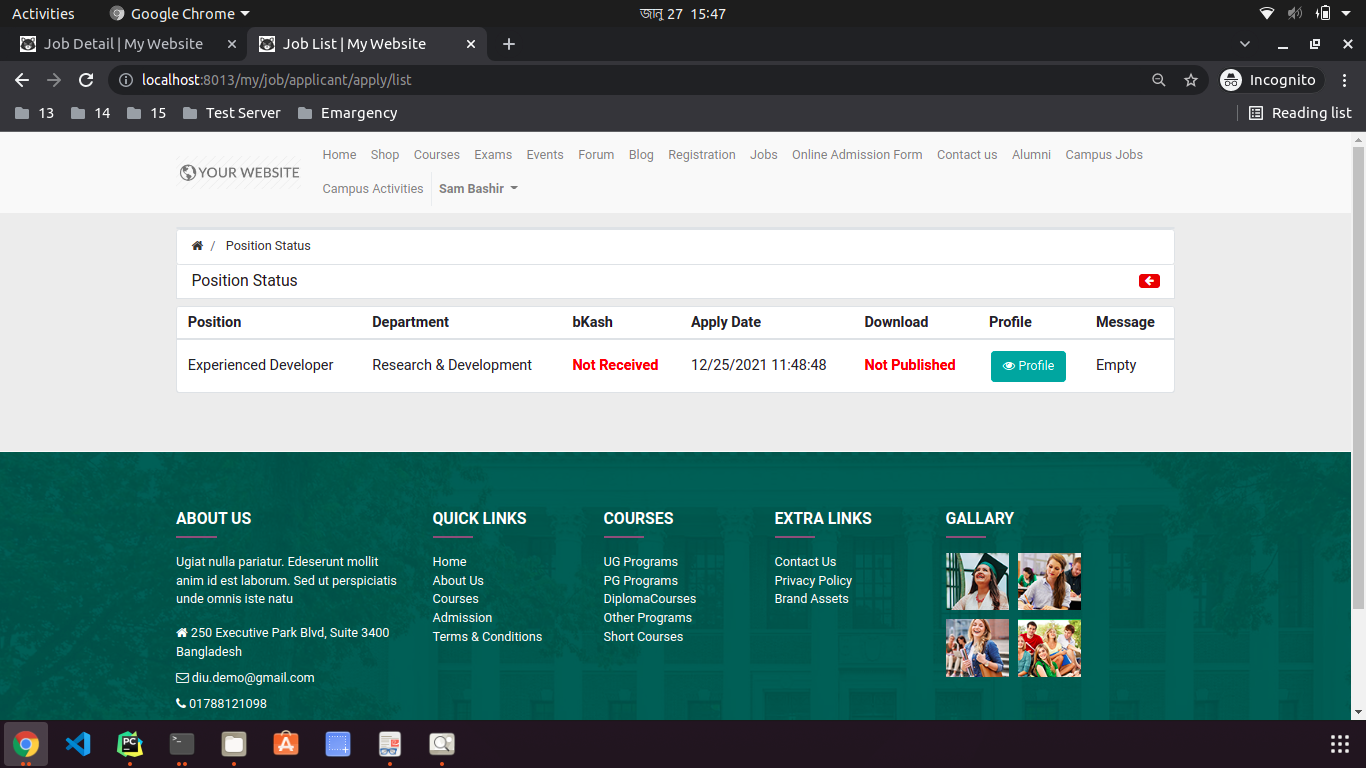 Activities
Google Chrome
জানু 27 15:47
Job Detail | My Website
Job List | My Website
localhost:8013/my/job/applicant/apply/list
Incognito
13
14
15
Test Server
Emargency
Reading list
YOUR WEBSITE
Home Shop Courses Exams Events Forum Blog Registration Jobs Online Admission Form Contact us Alumni Campus Jobs
Campus Activities Sam Bashir
/ Position Status
Position Status
Position Department bKash Apply Date Download Profile Message
Experienced Developer Research & Development Not Received 12/25/2021 11:48:48 Not Published Profile Empty
ABOUT US
Ugiat nulla pariatur. Edeserunt mollit
anim id est laborum. Sed ut perspiciatis
unde omnis iste natu
250 Executive Park Blvd, Suite 3400
Bangladesh
diu.demo@gmail.com
01788121098
QUICK LINKS
Home
About Us
Courses
Admission
Terms & Conditions
COURSES
UG Programs
PG Programs
DiplomaCourses
Other Programs
Short Courses
EXTRA LINKS
Contact Us
Privacy Policy
Brand Assets
GALLARY
PC